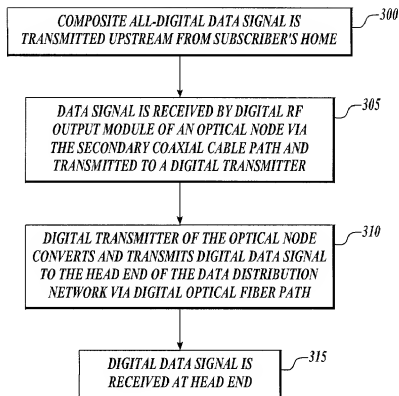 COMPOSITE ALL-DIGITAL DATA SIGNAL IS
TRANSMITTED UPSTREAM FROM SUBSCRIBER'S HOME
300
DATA SIGNAL IS RECEIVED BY DIGITAL RF
OUTPUT MODULE OF AN OPTICAL NODE VIA
THE SECONDARY COAXIAL CABLE PATH AND
TRANSMITTED TO A DIGITAL TRANSMITTER
305
DIGITAL TRANSMITTER OF THE OPTICAL NODE
CONVERTS AND TRANSMITS DIGITAL DATA SIGNAL
TO THE HEAD END OF THE DATA DISTRIBUTION
NETWORK VIA DIGITAL OPTICAL FIBER PATH
310
DIGITAL DATA SIGNAL IS
RECEIVED AT HEAD END
315